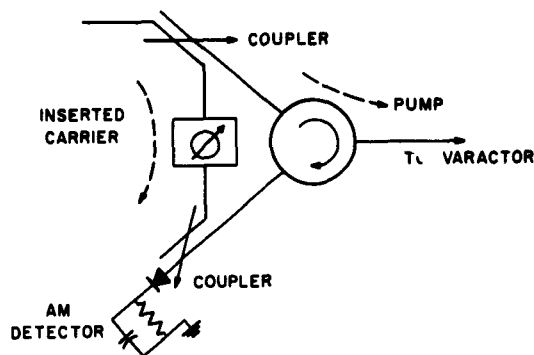 COUPLER
PUMP
INSERTED
CARRIER
VARACTOR
COUPLER
AM
DETECTOR